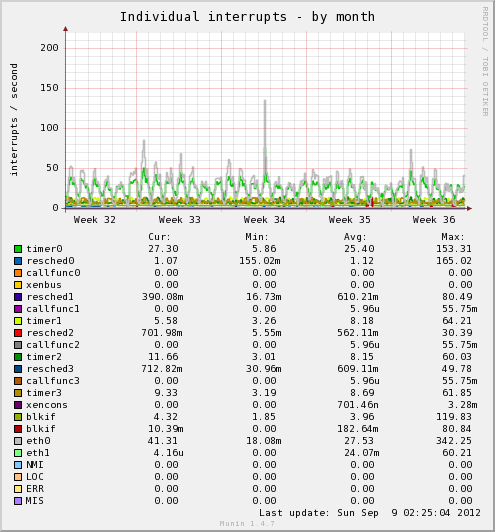 Individual interrupts - by month
RRDTOOL / TOBI OETIKER
interrupts / second
200
150
100
50
0
Week 32 Week 33 Week 34 Week 35 Week 36
Cur: Min: Avg: Max:
timer0 27.30 5.86 25.40 153.31
resched0 1.07 155.02m 1.12 165.02
callfunc0 0.00 0.00 0.00 0.00
xenbus 0.00 0.00 0.00 0.00
resched1 390.08m 16.73m 610.21m 80.49
callfunc1 0.00 0.00 5.96u 55.75m
timer1 5.58 3.26 8.18 64.21
resched2 701.98m 5.55m 562.11m 30.39
callfunc2 0.00 0.00 5.96u 55.75m
timer2 11.66 3.01 8.15 60.03
resched3 712.82m 30.96m 609.11m 49.78
callfunc3 0.00 0.00 5.96u 55.75m
timer3 9.33 3.19 8.69 61.85
xencons 0.00 0.00 701.46n 3.28m
blkif 4.32 1.85 3.96 119.83
blkif 10.39m 0.00 182.64m 80.84
eth0 41.31 18.08m 27.53 342.25
eth1 4.16u 0.00 24.07m 60.21
NMI 0.00 0.00 0.00 0.00
LOC 0.00 0.00 0.00 0.00
ERR 0.00 0.00 0.00 0.00
MIS 0.00 0.00 0.00 0.00
Last update: Sun Sep 9 02:25:04 2012
Munin 1.4.7